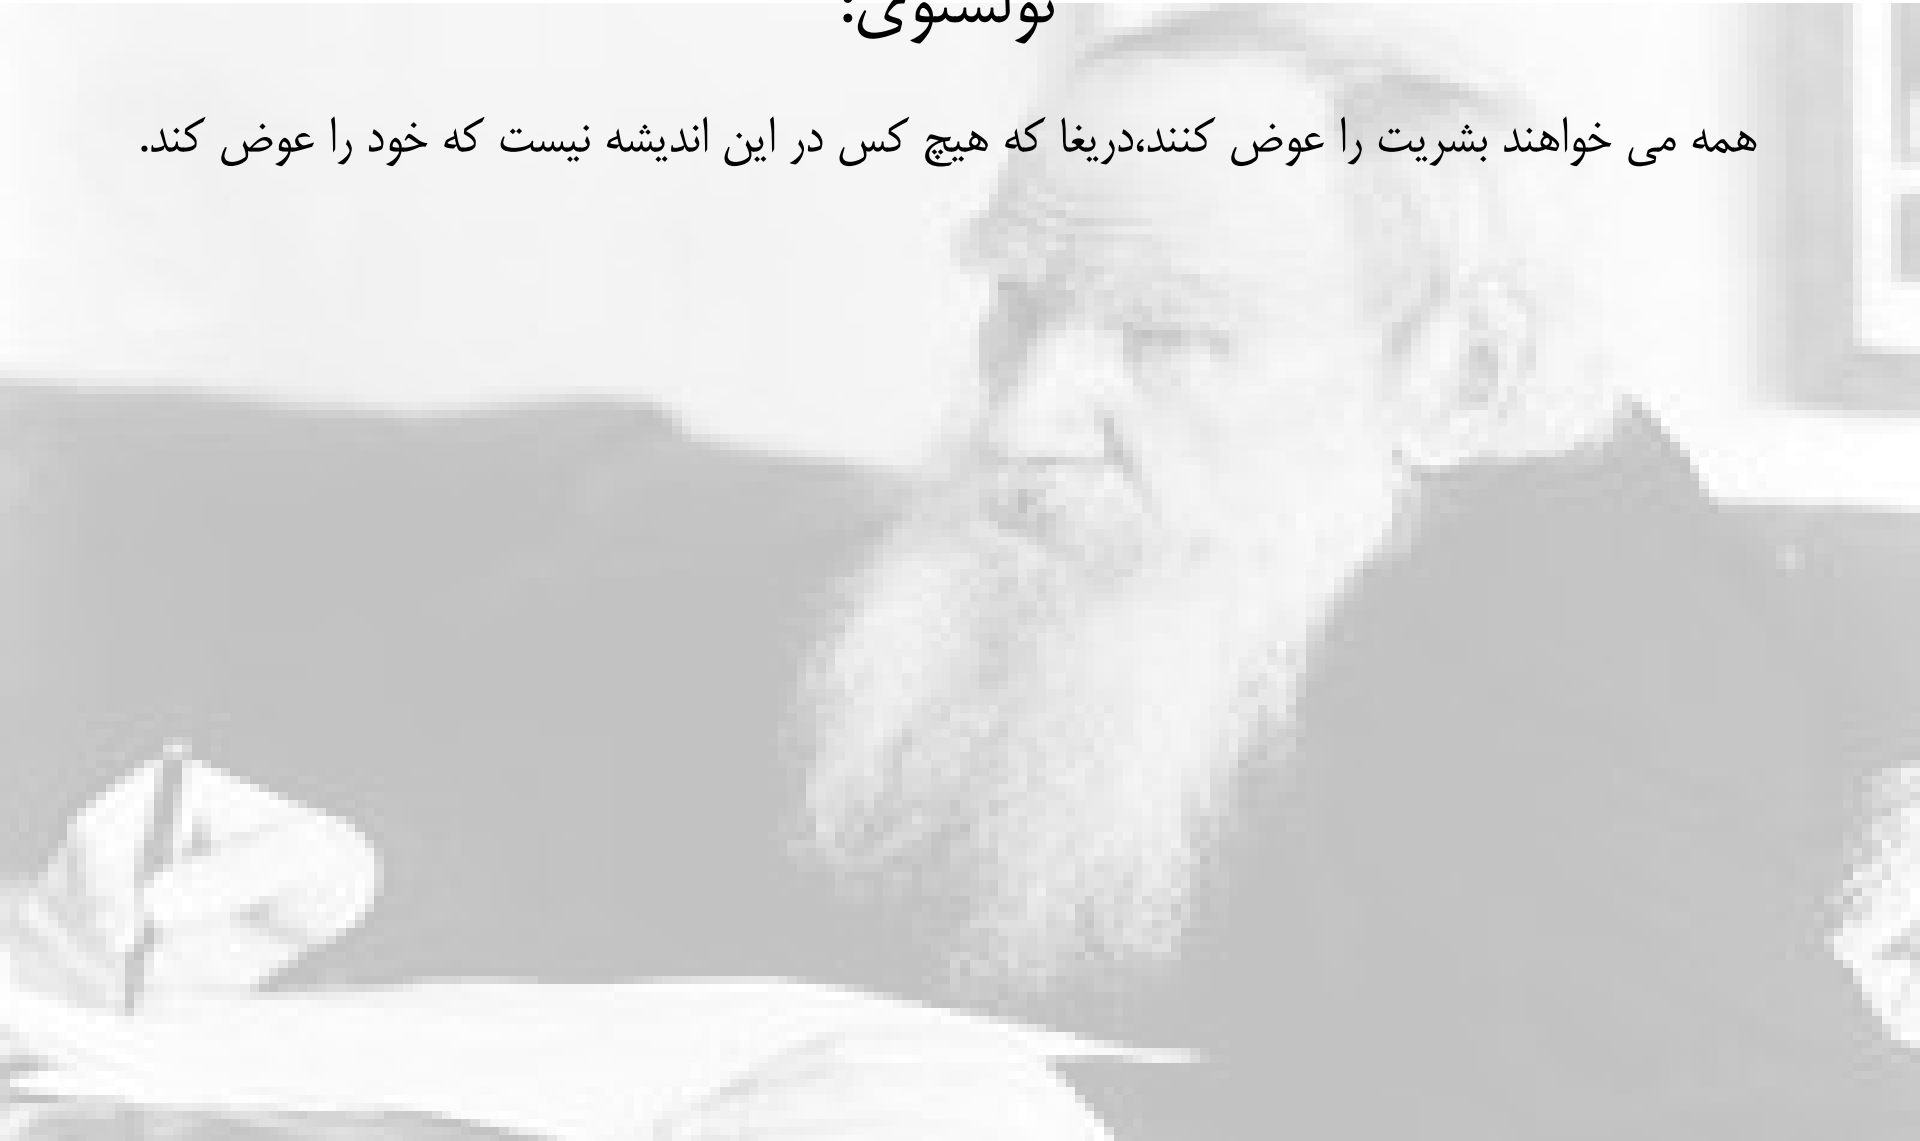 تولستوی:
همه می خواهند بشریت را عوض کنند،دریغا که هیچ کس در این اندیشه نیست که خود را عوض کند.